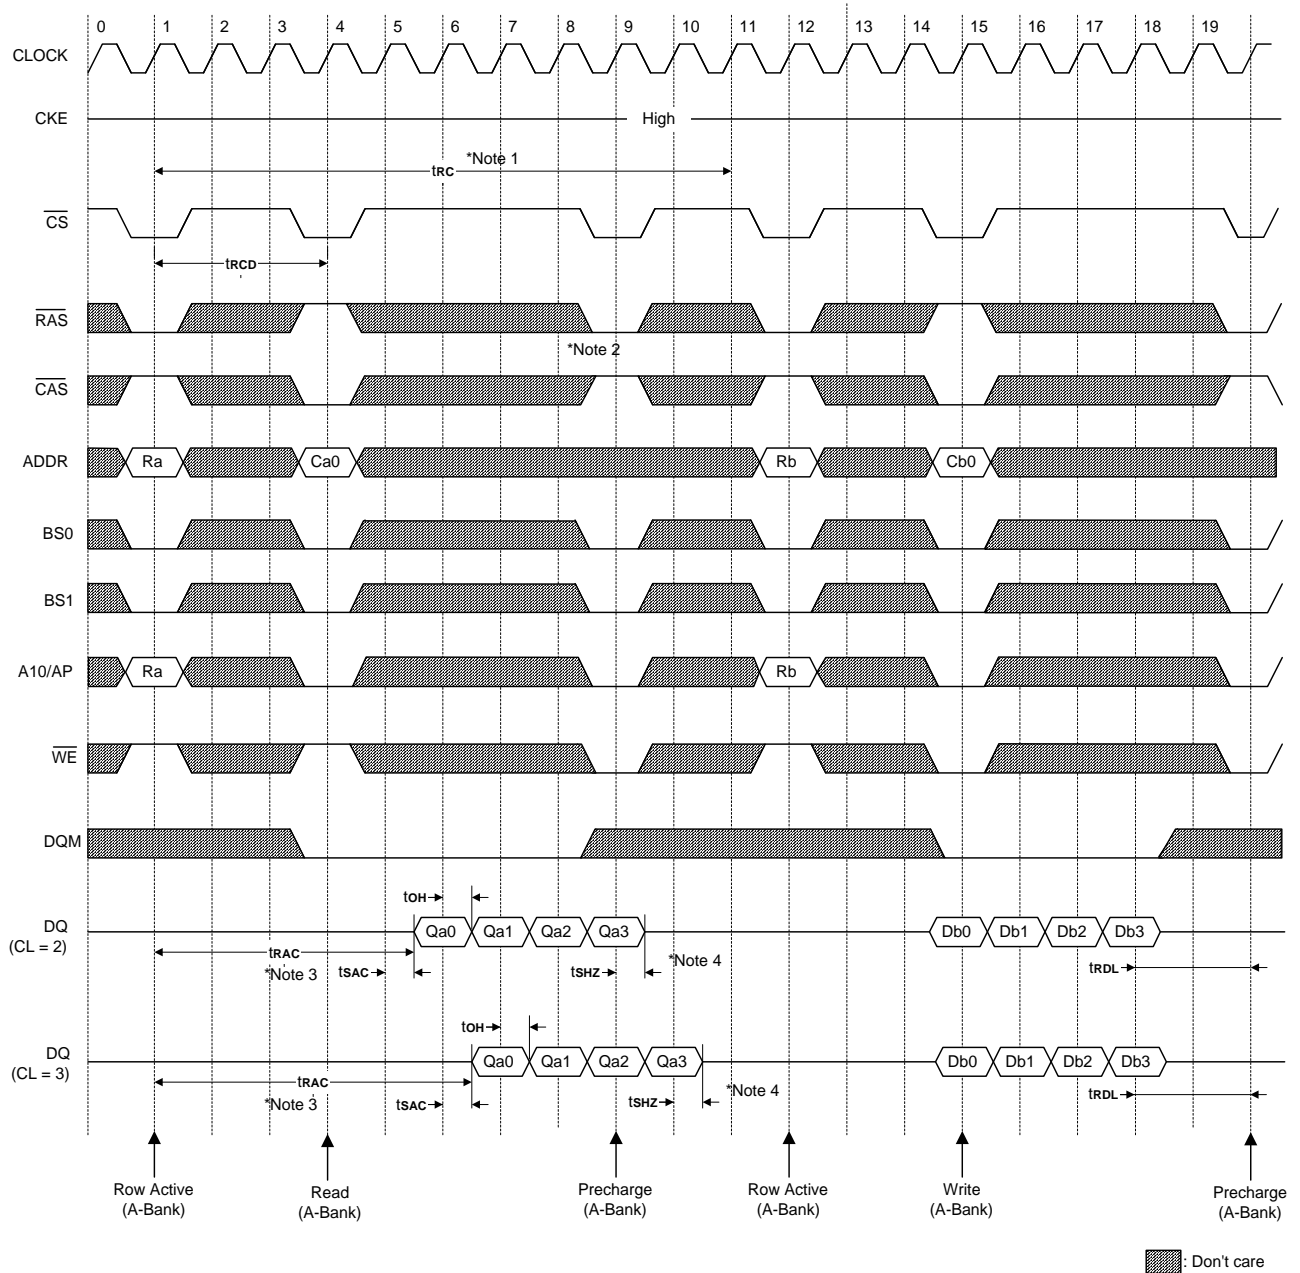 0 1 2 3 4 5 6 7 8 9 10 11 12 13 14 15 16 17 18 19
CLOCK
CKE
High
*Note 1
tRC
CS
tRCD
RAS
*Note 2
CAS
ADDR
Ra Ca0 Rb Cb0
BS0
BS1
A10/AP
Ra Rb
WE
DQM
tOH
DQ
(CL = 2)
Qa0 Qa1 Qa2 Qa3 Db0 Db1 Db2 Db3
tRAC
*Note 3 tSAC tSHZ *Note 4 tRDL
tOH
DQ
(CL = 3)
Qa0 Qa1 Qa2 Qa3 Db0 Db1 Db2 Db3
tRAC
*Note 3 tSAC tSHZ *Note 4 tRDL
Row Active
(A-Bank)
Read
(A-Bank)
Precharge
(A-Bank)
Row Active
(A-Bank)
Write
(A-Bank)
Precharge
(A-Bank)
: Don't care